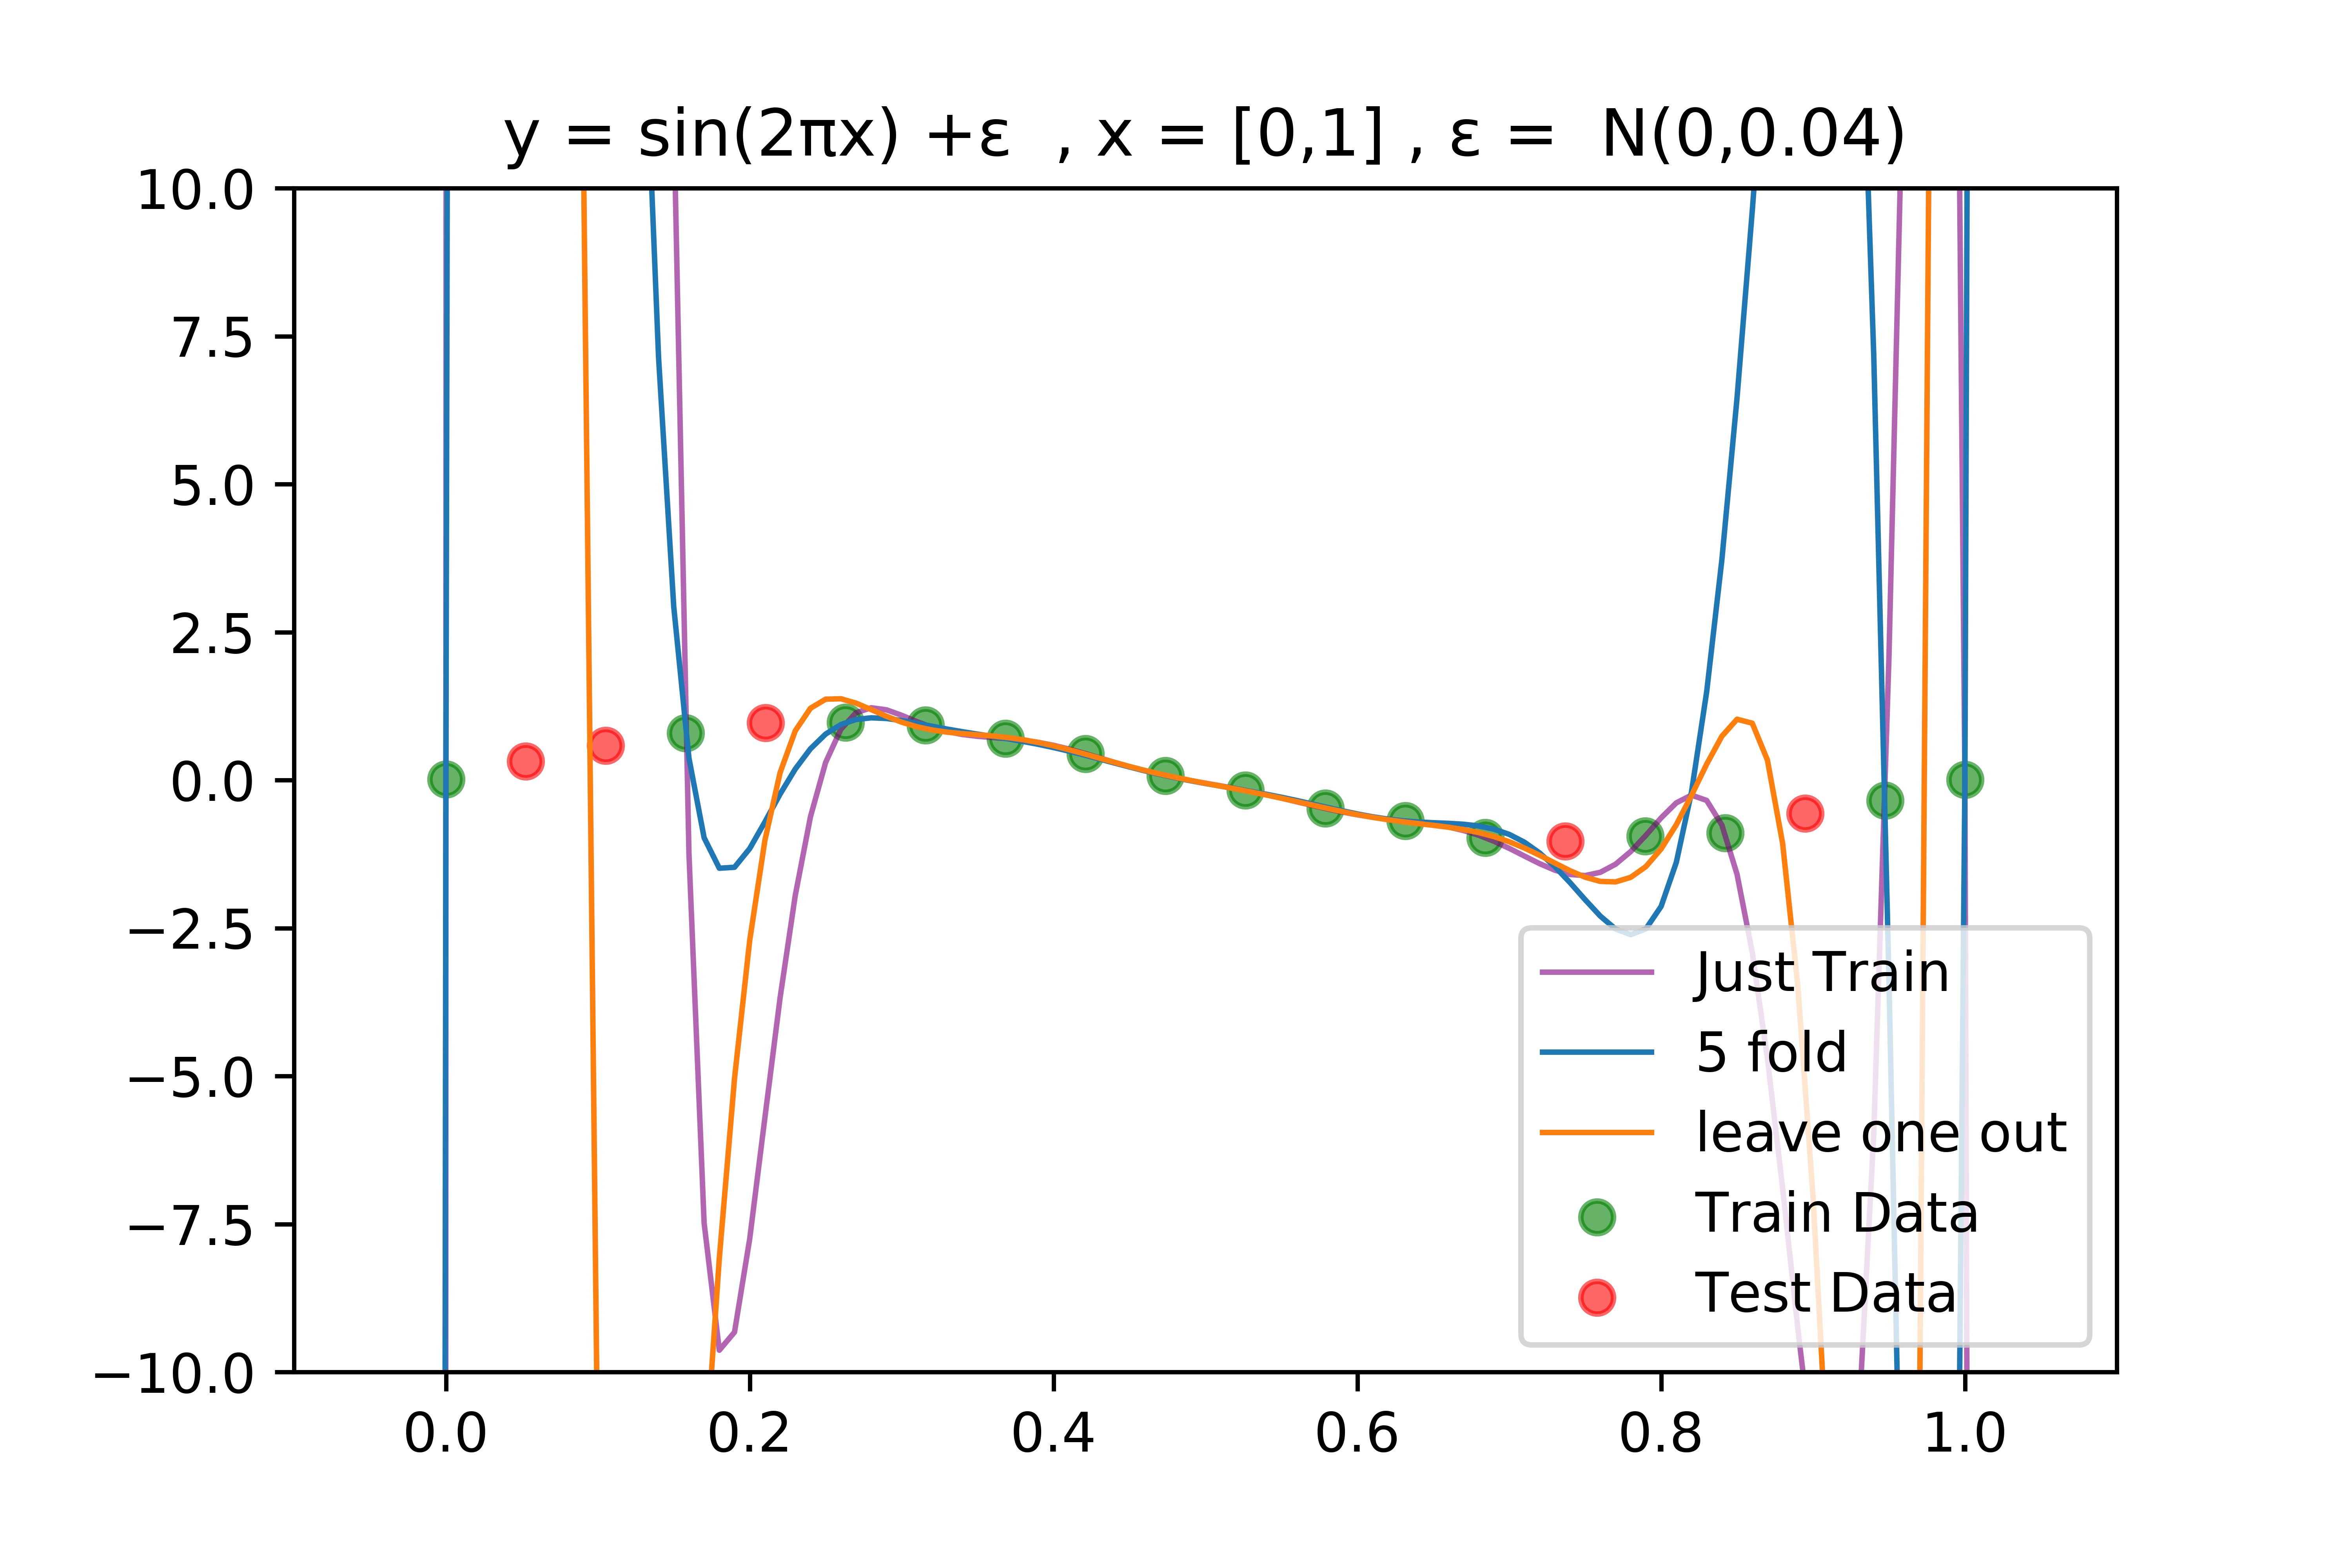 y = sin(2πx) +ε  , x = [0,1] , ε =  N(0,0.04)
10.0
7.5
5.0
2.5
0.0
−2.5
−5.0
−7.5
−10.0
0.0 0.2 0.4 0.6 0.8 1.0
Just Train
5 fold
leave one out
Train Data
Test Data